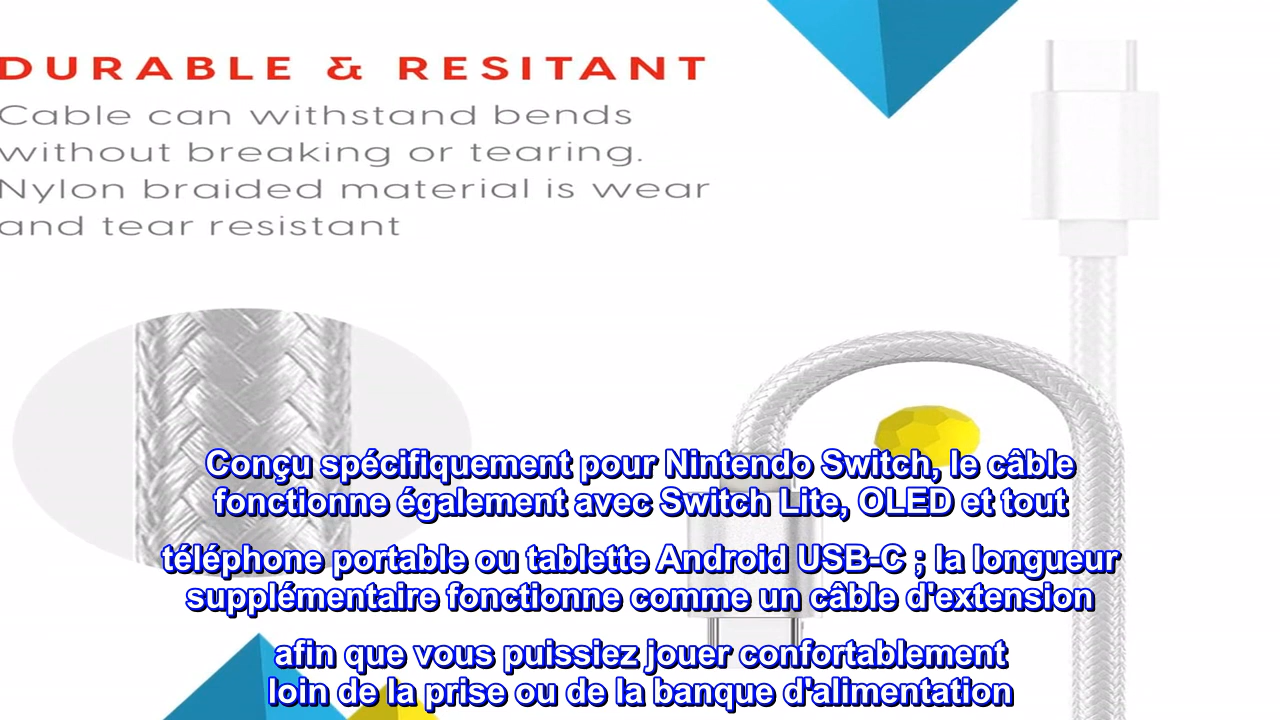 DURABLE & RESITANT
Cable can withstand bends
without breaking or tearing.
Nylon braided material is wear
and tear resistant
Conçu spécifiquement pour Nintendo Switch, le câble
fonctionne également avec Switch Lite, OLED et tout
téléphone portable ou tablette Android USB-C ; la longueur
supplémentaire fonctionne comme un câble d'extension
afin que vous puissiez jouer confortablement
loin de la prise ou de la banque d'alimentation